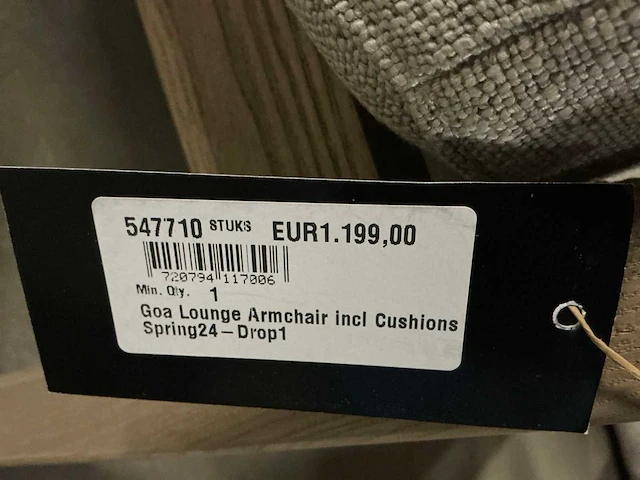 547710 STUKS EUR1.199,00
720794 117006
Min. Qty. 1
Goa Lounge Armchair incl Cushions
Spring24-Drop1